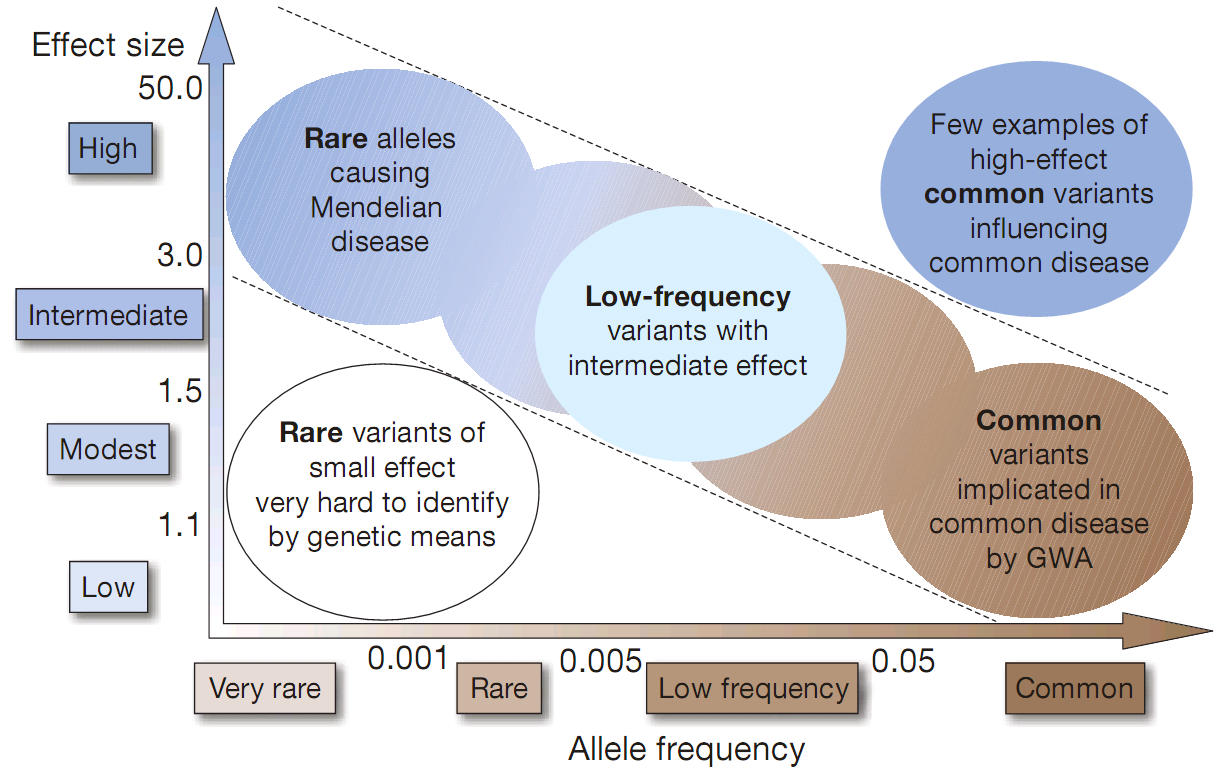 Effect size
50.0
High
3.0
Intermediate
1.5
Modest
1.1
Low
Rare alleles
causing
Mendelian
disease
Few examples of
high-effect
common variants
influencing
common disease
Low-frequency
variants with
intermediate effect
Rare variants of
small effect
very hard to identify
by genetic means
Common
variants
implicated in
common disease
by GWA
0.001
0.005
0.05
Very rare
Rare
Low frequency
Common
Allele frequency